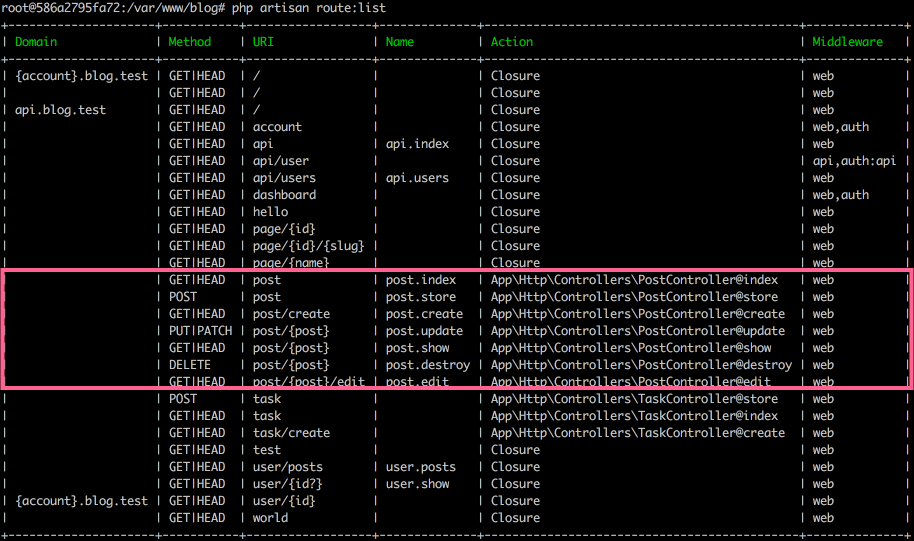 root@586a2795fa72:/var/www/blog# php artisan route:list
+--------------------+----------+------------------+--------------+---------------------------------------------+--------------+
| Domain | Method | URI | Name | Action | Middleware |
+--------------------+----------+------------------+--------------+---------------------------------------------+--------------+
| {account}.blog.test | GET|HEAD | / | | Closure | web |
| | GET|HEAD | / | | Closure | web |
| api.blog.test | GET|HEAD | / | | Closure | web |
| | GET|HEAD | account | | Closure | web,auth |
| | GET|HEAD | api | api.index | Closure | web |
| | GET|HEAD | api/user | | Closure | api,auth:api |
| | GET|HEAD | api/users | api.users | Closure | web |
| | GET|HEAD | dashboard | | Closure | web,auth |
| | GET|HEAD | hello | | Closure | web |
| | GET|HEAD | page/{id} | | Closure | web |
| | GET|HEAD | page/{id}/{slug} | | Closure | web |
| | GET|HEAD | page/{name} | | Closure | web |
| | GET|HEAD | post | post.index | App\Http\Controllers\PostController@index | web |
| | POST | post | post.store | App\Http\Controllers\PostController@store | web |
| | GET|HEAD | post/create | post.create | App\Http\Controllers\PostController@create | web |
| | PUT|PATCH | post/{post} | post.update | App\Http\Controllers\PostController@update | web |
| | GET|HEAD | post/{post} | post.show | App\Http\Controllers\PostController@show | web |
| | DELETE | post/{post} | post.destroy | App\Http\Controllers\PostController@destroy | web |
| | GET|HEAD | post/{post}/edit | post.edit | App\Http\Controllers\PostController@edit | web |
| | POST | task | | App\Http\Controllers\TaskController@store | web |
| | GET|HEAD | task | | App\Http\Controllers\TaskController@index | web |
| | GET|HEAD | task/create | | App\Http\Controllers\TaskController@create | web |
| | GET|HEAD | test | | Closure | web |
| | GET|HEAD | user/posts | user.posts | Closure | web |
| | GET|HEAD | user/{id?} | user.show | Closure | web |
| {account}.blog.test | GET|HEAD | user/{id} | | Closure | web |
| | GET|HEAD | world | | Closure | web |
+--------------------+----------+------------------+--------------+---------------------------------------------+--------------+